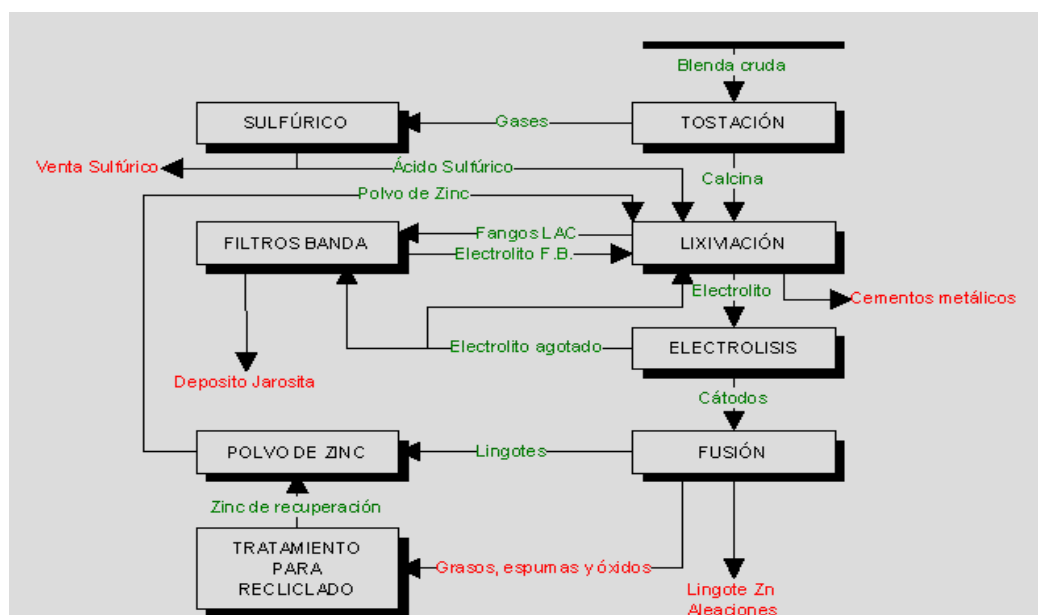 Blenda cruda
SULFÚRICO
Gases
TOSTACIÓN
Venta Sulfúrico
Ácido Sulfúrico
Calcina
Polvo de Zinc
FILTROS BANDA
Fangos LAC
Electrolito F.B.
LIXIVIACIÓN
Electrolito
Cementos metálicos
Electrolito agotado
ELECTROLISIS
Deposito Jarosita
Cátodos
POLVO DE ZINC
Lingotes
FUSIÓN
Zinc de recuperación
TRATAMIENTO
PARA
RECLICLADO
Grasos, espumas y óxidos
Lingote Zn
Aleaciones